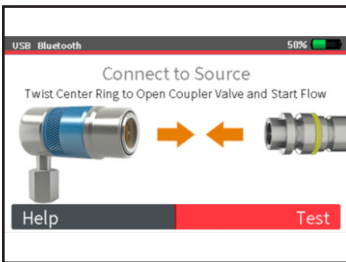 USB Bluetooth 50%
Connect to Source
Twist Center Ring to Open Coupler Valve and Start Flow
Help Test